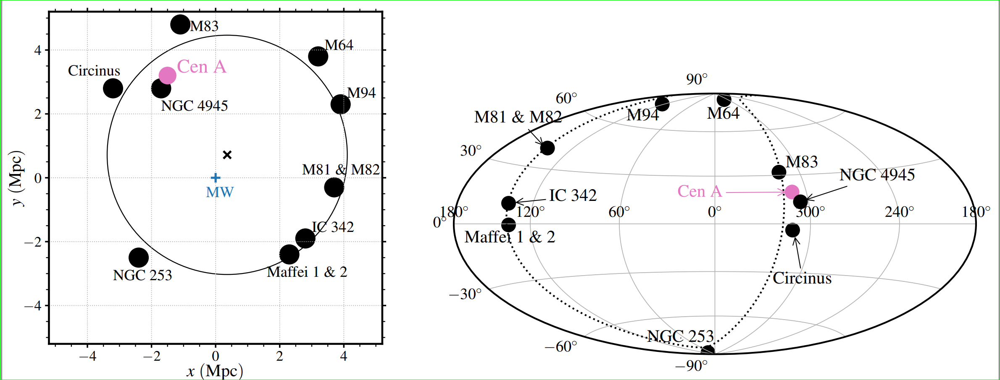 M83
M64
Cen A
Circinus
M94
NGC 4945
M81 & M82
MW
IC 342
Maffei 1 & 2
NGC 253
4
2
0
−2
−4
y (Mpc)
−4
−2
0
2
4
x (Mpc)
90°
60°
M81 & M82
M94
M64
30°
M83
NGC 4945
Cen A
IC 342
180°
120°
60°
0°
300°
240°
180°
0°
Maffei 1 & 2
Circinus
−30°
NGC 253
−60°
−90°